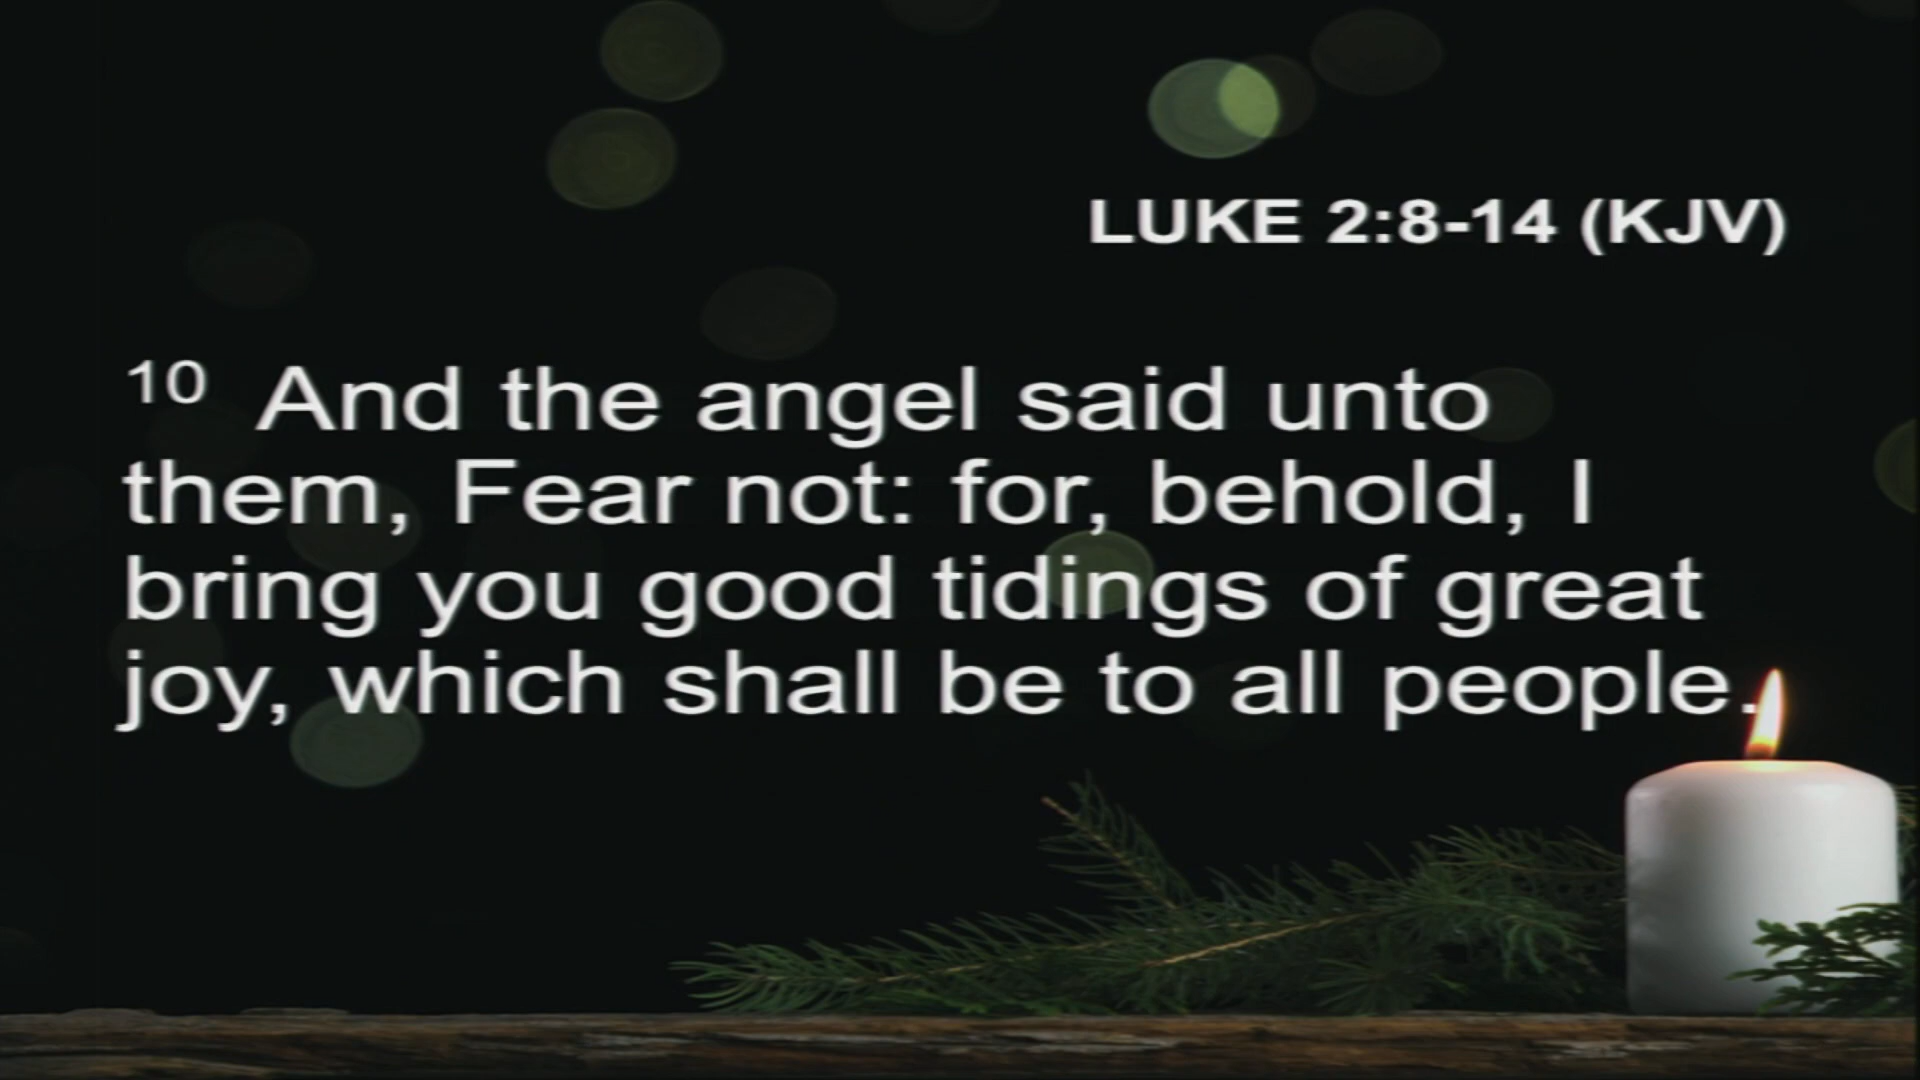 LUKE 2:8-14 (KJV)
10 And the angel said unto
them, Fear not: for, behold, I
bring you good tidings of great
joy, which shall be to all people.